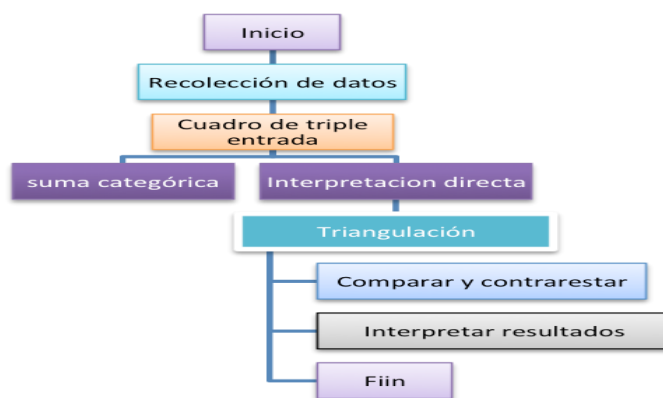 Inicio
Recolección de datos
Cuadro de triple
entrada
suma categórica
Interpretacion directa
Triangulación
Comparar y contrarestar
Interpretar resultados
Fiin